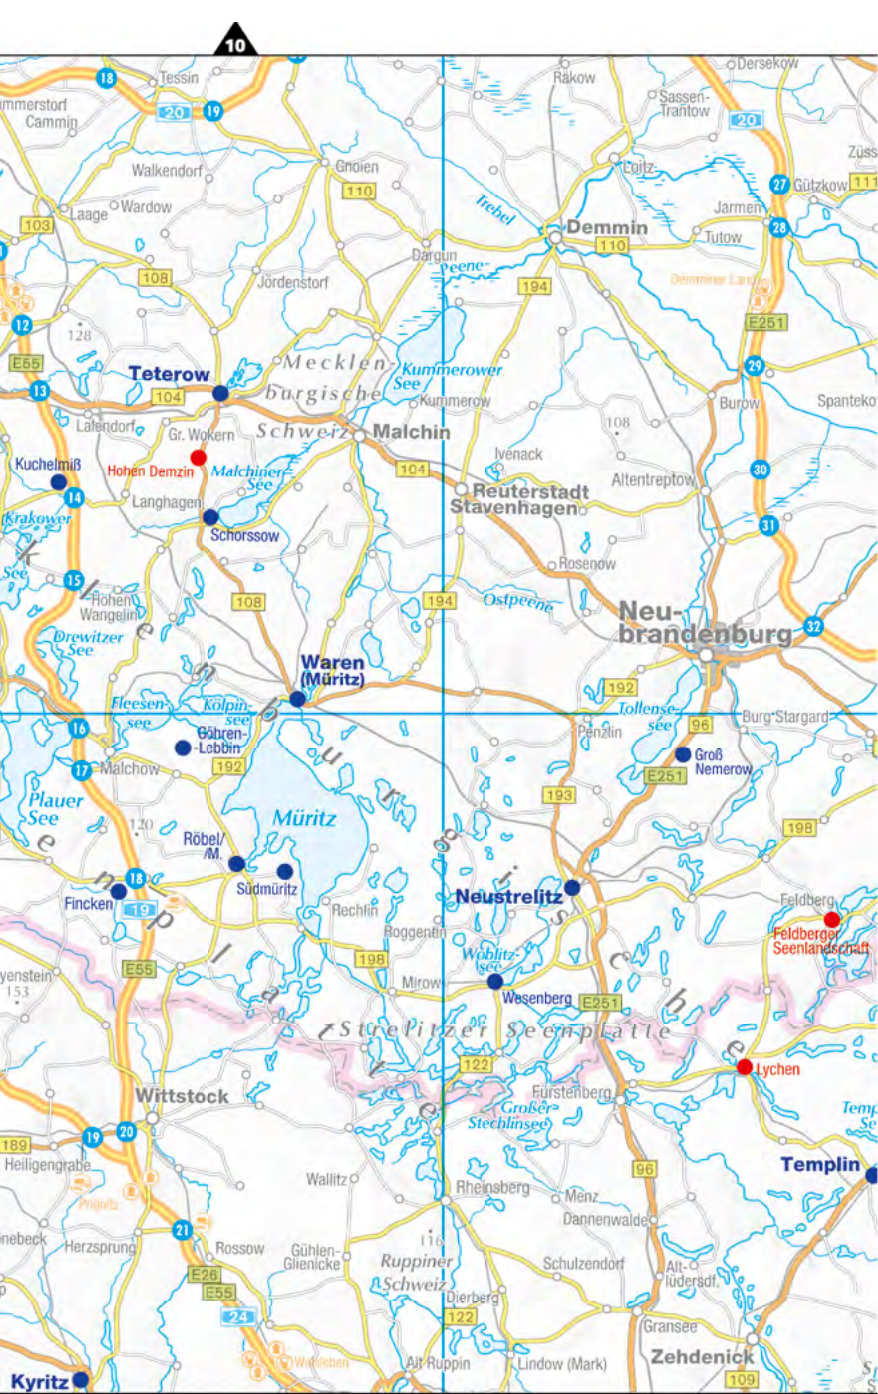 10
18
Tessin
Rakow
Dersekow
20
19
Sassen-
Trantow
20
Cammin
Walkendorf
Gnoien
Loitz
110
27
Gützkow
111
Laage
Wardow
Trebel
Jarmen
103
Demmin
28
Dargun
110
Tutow
Peene
108
Jördenstorf
194
Demminer Land
12
128
E251
E55
Mecklen-
29
Teterow
Kummerower
See
13
104
burgische
Kummerow
Burow
Lalendorf
Gr. Wokern
Schweiz
Malchin
108
Kuchelmiß
Hohen Demzin
Malchiner
See
104
Ivenack
30
14
Langhagen
Reuterstadt
Stavenhagen
Altentreptow
Krakower
See
Schorssow
31
15
Rosenow
Hohen
Wangelin
108
194
Ostpeene
Neu-
brandenburg
32
Drewitzer
See
Waren
(Müritz)
192
Fleesen-
see
Kölpin-
see
Tollense-
see
16
Göhren-
-Lebbin
Penzlin
96
Burg Stargard
17
Malchow
192
Groß
Nemerow
E251
Plauer
See
193
120
Müritz
198
Röbel/
/M.
18
Südmüritz
Fincken
19
Neustrelitz
Feldberg
Rechlin
Roggentin
Feldberger
Seenlandschaft
E55
198
Woblitz-
see
yenstein
153
Mirow
Wesenberg
E251
Strelitzer Seenplatte
Mecklenburgische
122
Lychen
Wittstock
Fürstenberg
Großer
Stechlinsee
19
20
189
Heiligengrabe
96
Templin
Wallitz
Rheinsberg
Menz
Prignitz
Dannenwalde
21
116
Herzsprung
Rossow
Gühlen-
Glienicke
Ruppiner
Schweiz
Schulzendorf
Alt-
lüdersdf.
E26
E55
Dierberg
24
122
Gransee
Zehdenick
Walsleben
Alt Ruppin
Lindow (Mark)
109
Kyritz